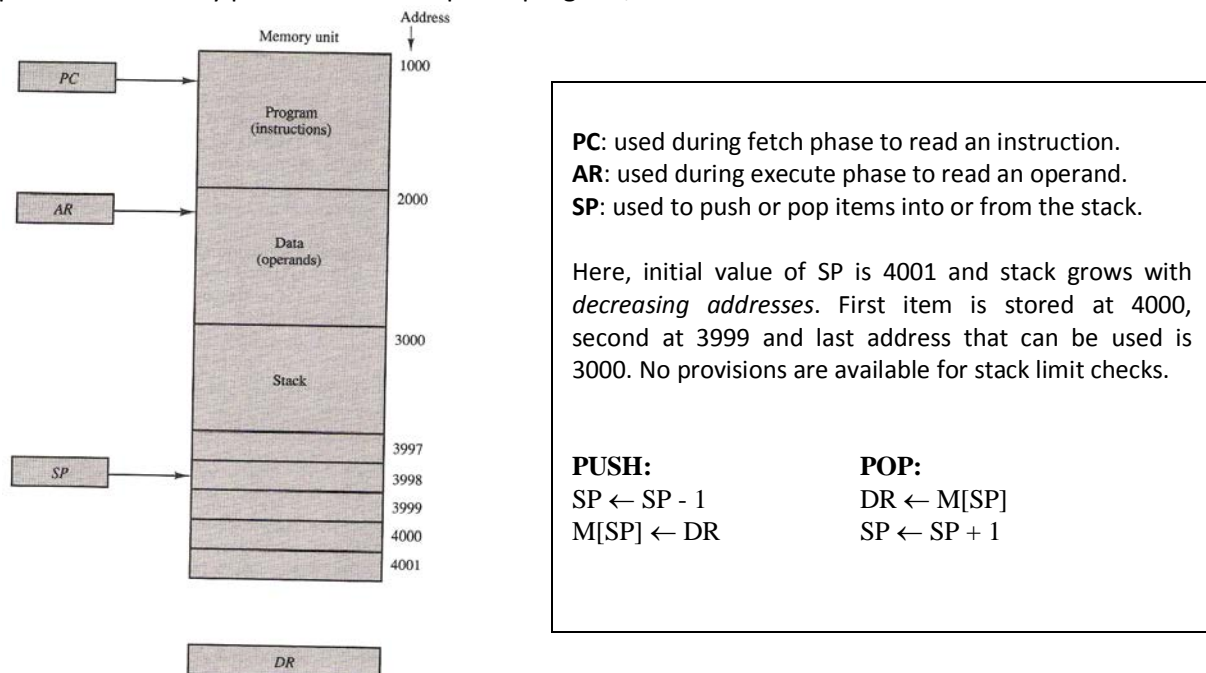 Address
Memory unit
1000
PC
Program
(instructions)
2000
AR
Data
(operands)
3000
Stack
3997
SP
3998
3999
4000
4001
DR
PC: used during fetch phase to read an instruction.
AR: used during execute phase to read an operand.
SP: used to push or pop items into or from the stack.
Here, initial value of SP is 4001 and stack grows with
decreasing addresses. First item is stored at 4000,
second at 3999 and last address that can be used is
3000. No provisions are available for stack limit checks.
PUSH: POP:
SP ← SP - 1 DR ← M[SP]
M[SP] ← DR SP ← SP + 1